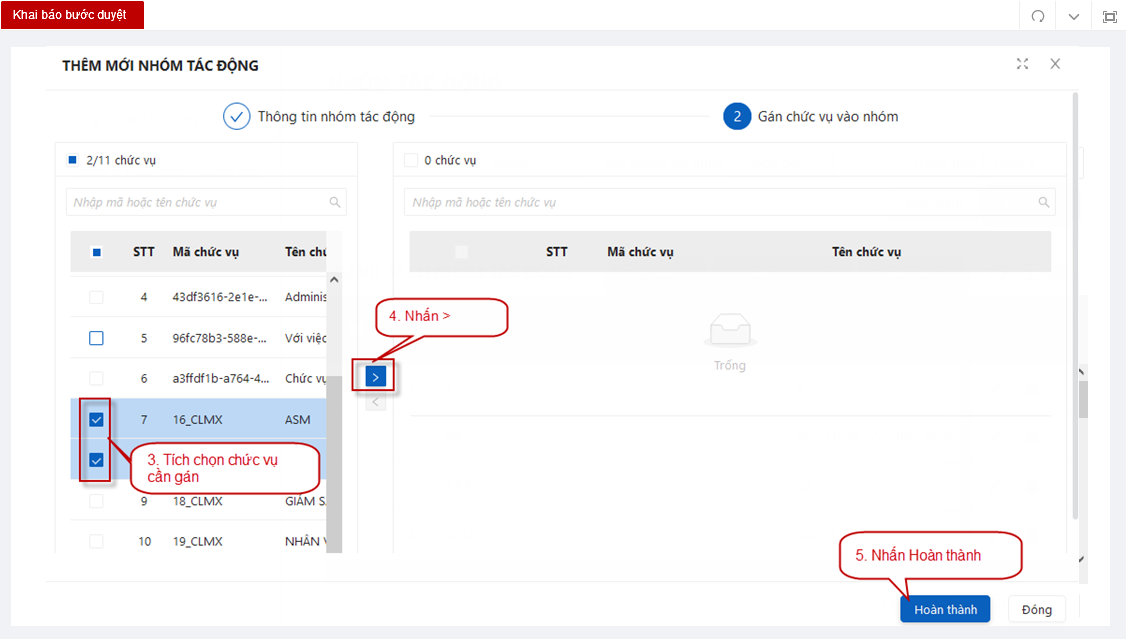 Khai báo bước duyệt
THÊM MỚI NHÓM TÁC ĐỘNG
Thông tin nhóm tác động
2 Gán chức vụ vào nhóm
2/11 chức vụ
0 chức vụ
Nhập mã hoặc tên chức vụ
Nhập mã hoặc tên chức vụ
STT Mã chức vụ Tên chú
STT Mã chức vụ Tên chức vụ
4 43df3616-2e1e-... Adminis
4. Nhấn >
5 96fc78b3-588e-... Với việc
Trống
6 a3ffdf1b-a764-4... Chức vụ
>
<
7 16_CLMX ASM
3. Tích chọn chức vụ
cần gán
9 18_CLMX GIÁM S
10 19_CLMX NHÂN
5. Nhấn Hoàn thành
Hoàn thành Đóng